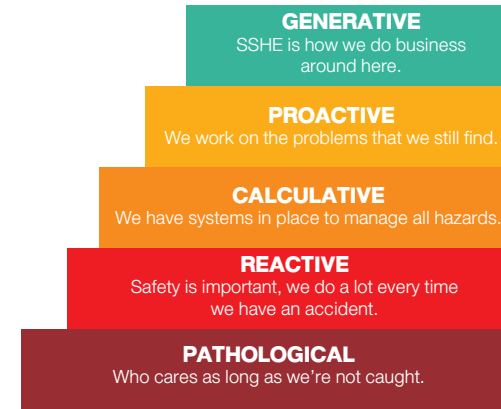 GENERATIVE
SSHE is how we do business
around here.
PROACTIVE
We work on the problems that we still find.
CALCULATIVE
We have systems in place to manage all hazards.
REACTIVE
Safety is important, we do a lot every time
we have an accident.
PATHOLOGICAL
Who cares as long as we’re not caught.